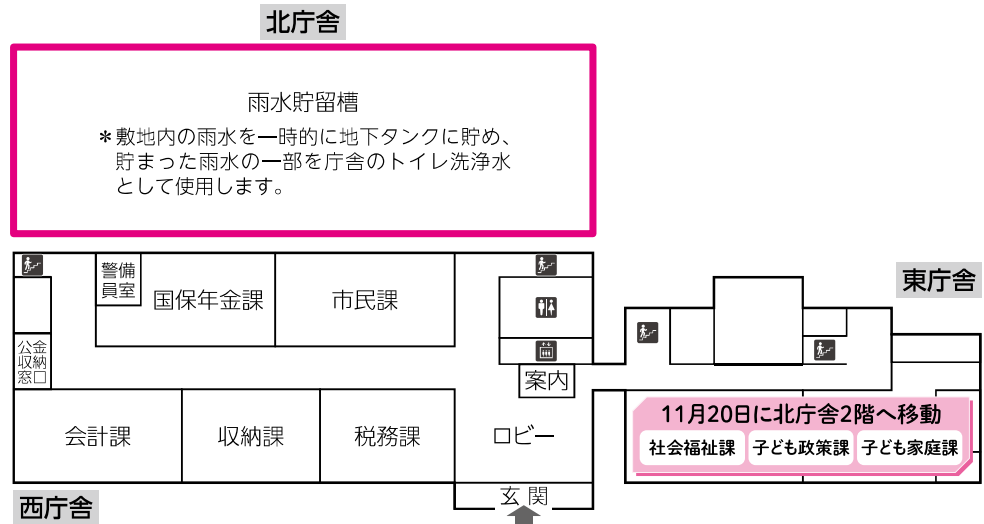 北庁舎
雨水貯留槽
＊敷地内の雨水を一時的に地下タンクに貯め、
貯まった雨水の一部を庁舎のトイレ洗浄水
として使用します。
警備
員室
国保年金課
市民課
東庁舎
公金
収納
窓口
案内
11月20日に北庁舎2階へ移動
社会福祉課
子ども政策課
子ども家庭課
会計課
収納課
税務課
ロビー
玄関
西庁舎